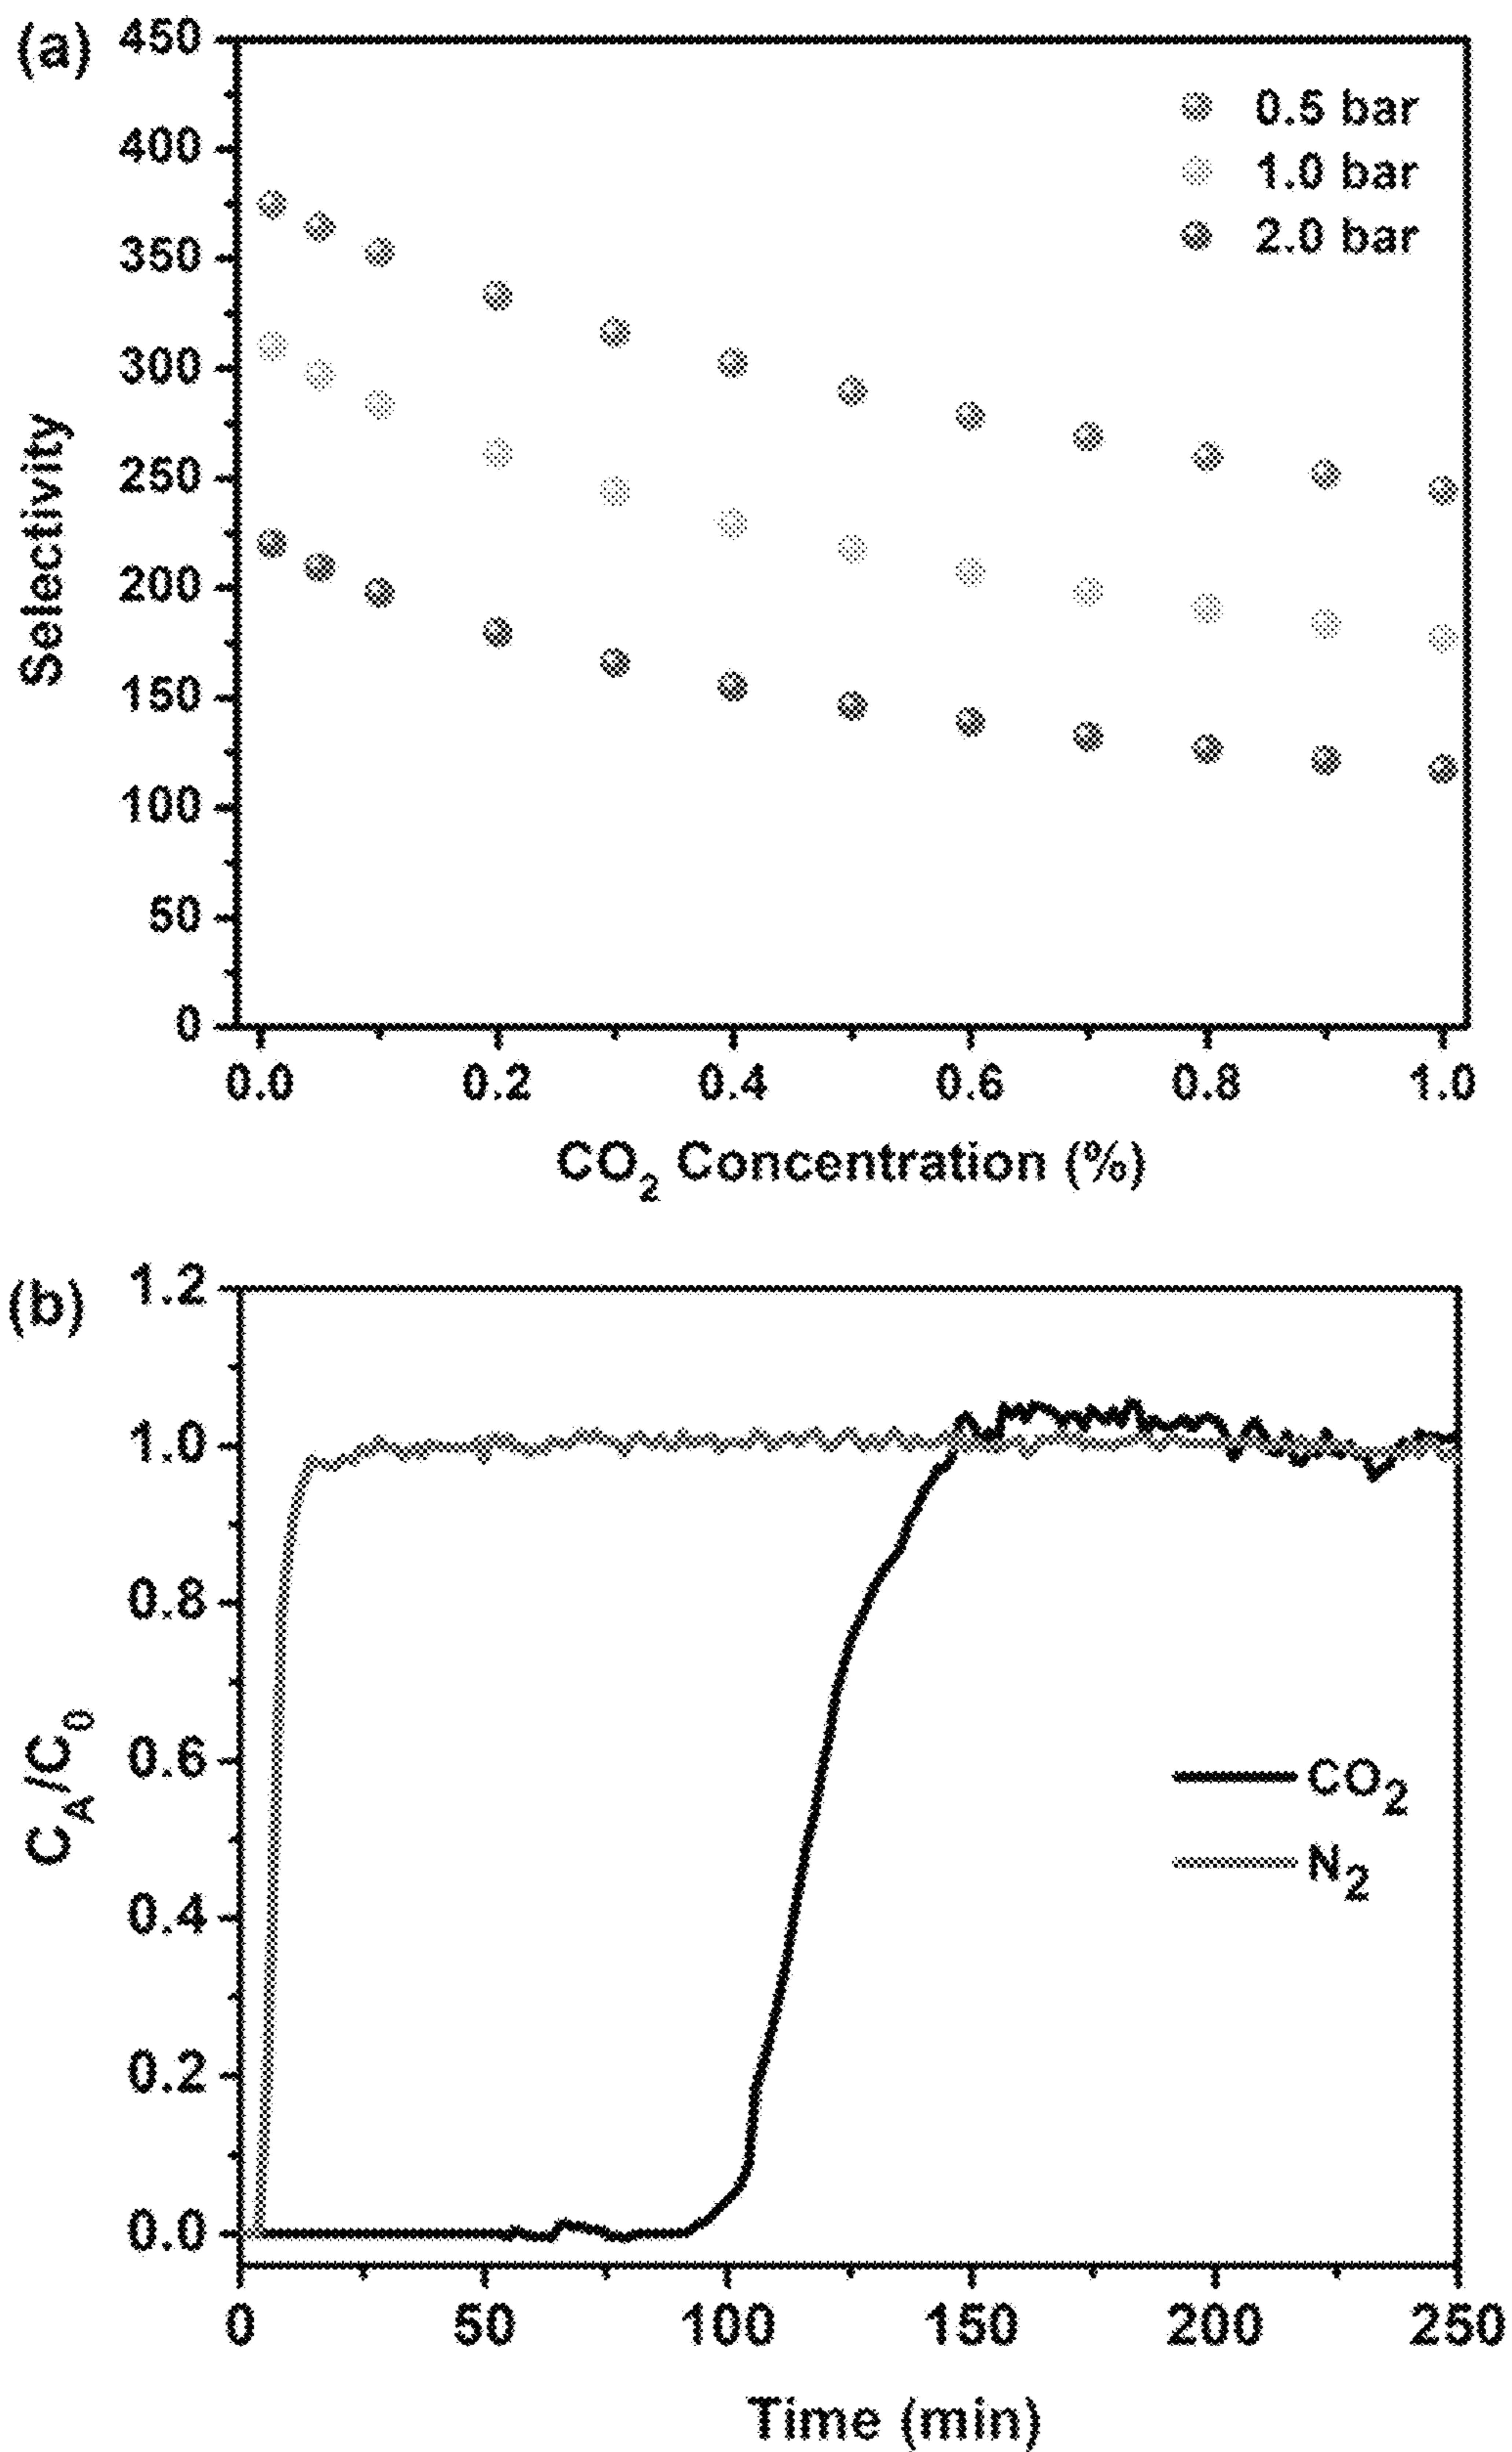 (a)
450
400
350
300
250
200
150
100
50
0
Selectivity
0.5 bar
1.0 bar
2.0 bar
0.0 0.2 0.4 0.6 0.8 1.0
CO₂ Concentration (%)
(b)
1.2
1.0
0.8
0.6
0.4
0.2
0.0
C_A/C₀
CO₂
N₂
0 50 100 150 200 250
Time (min)